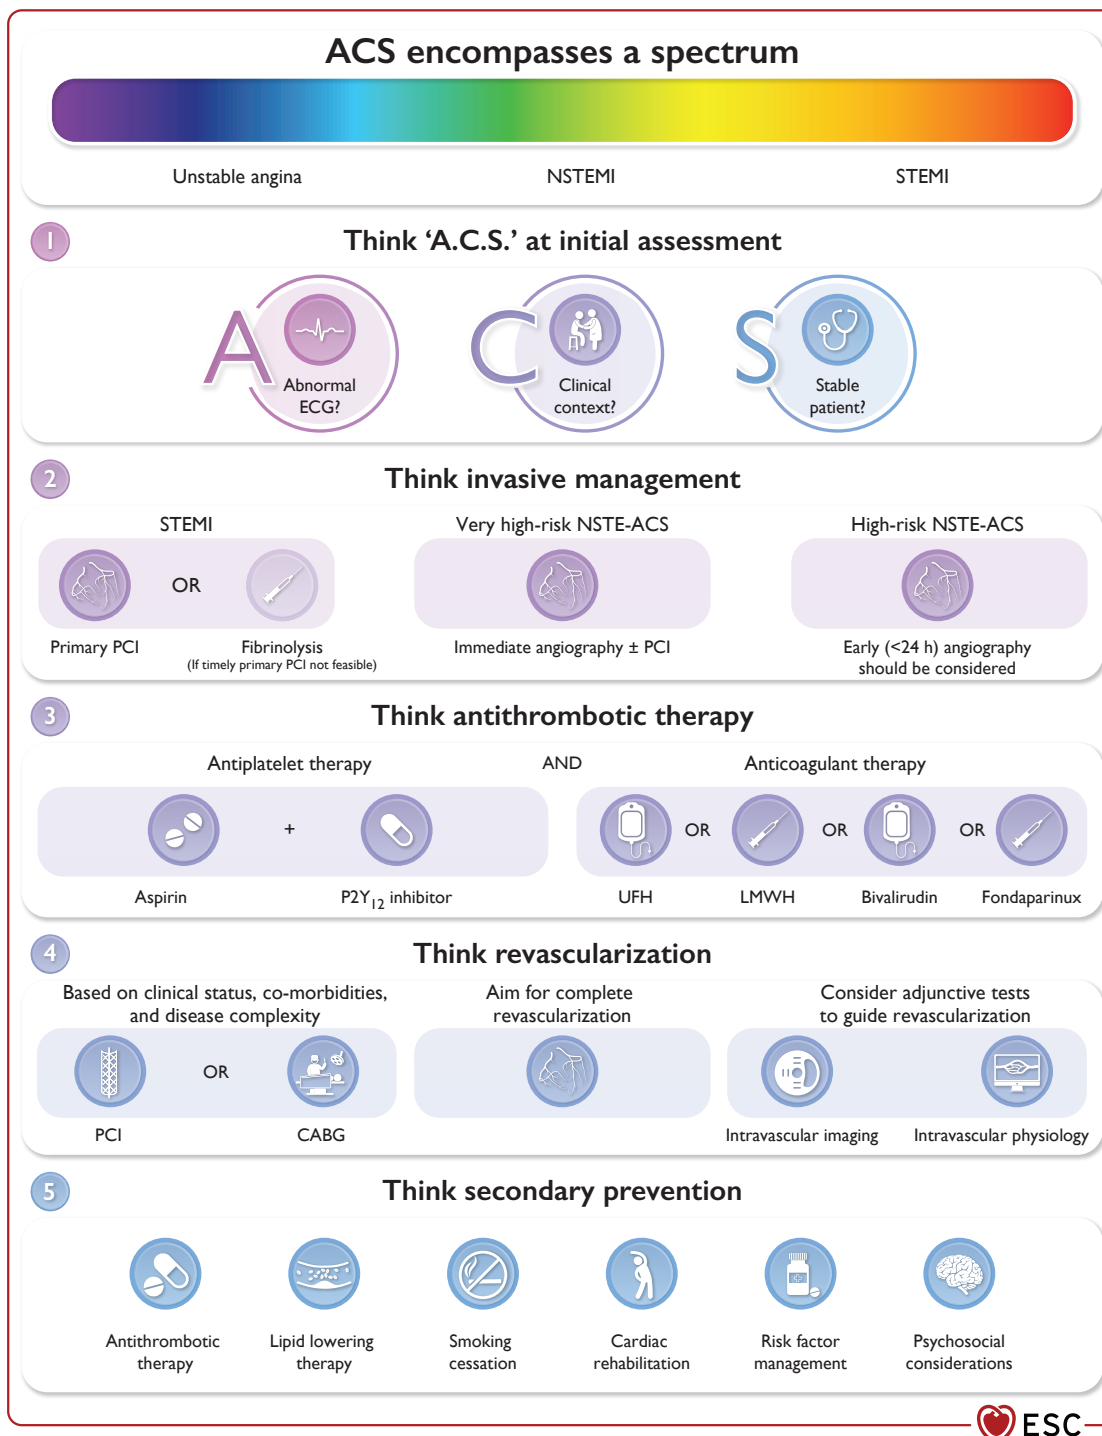 ACS encompasses a spectrum
Unstable angina
NSTEMI
STEMI
1
Think ‘A.C.S.’ at initial assessment
A
Abnormal
ECG?
C
Clinical
context?
S
Stable
patient?
2
Think invasive management
STEMI
OR
Primary PCI
Fibrinolysis
(If timely primary PCI not feasible)
Very high-risk NSTE-ACS
Immediate angiography ± PCI
High-risk NSTE-ACS
Early (<24 h) angiography
should be considered
3
Think antithrombotic therapy
Antiplatelet therapy
AND
Anticoagulant therapy
+
Aspirin
P2Y12 inhibitor
OR
OR
OR
UFH
LMWH
Bivalirudin
Fondaparinux
4
Think revascularization
Based on clinical status, co-morbidities,
and disease complexity
OR
PCI
CABG
Aim for complete
revascularization
Consider adjunctive tests
to guide revascularization
Intravascular imaging
Intravascular physiology
5
Think secondary prevention
Antithrombotic
therapy
Lipid lowering
therapy
Smoking
cessation
Cardiac
rehabilitation
Risk factor
management
Psychosocial
considerations
ESC